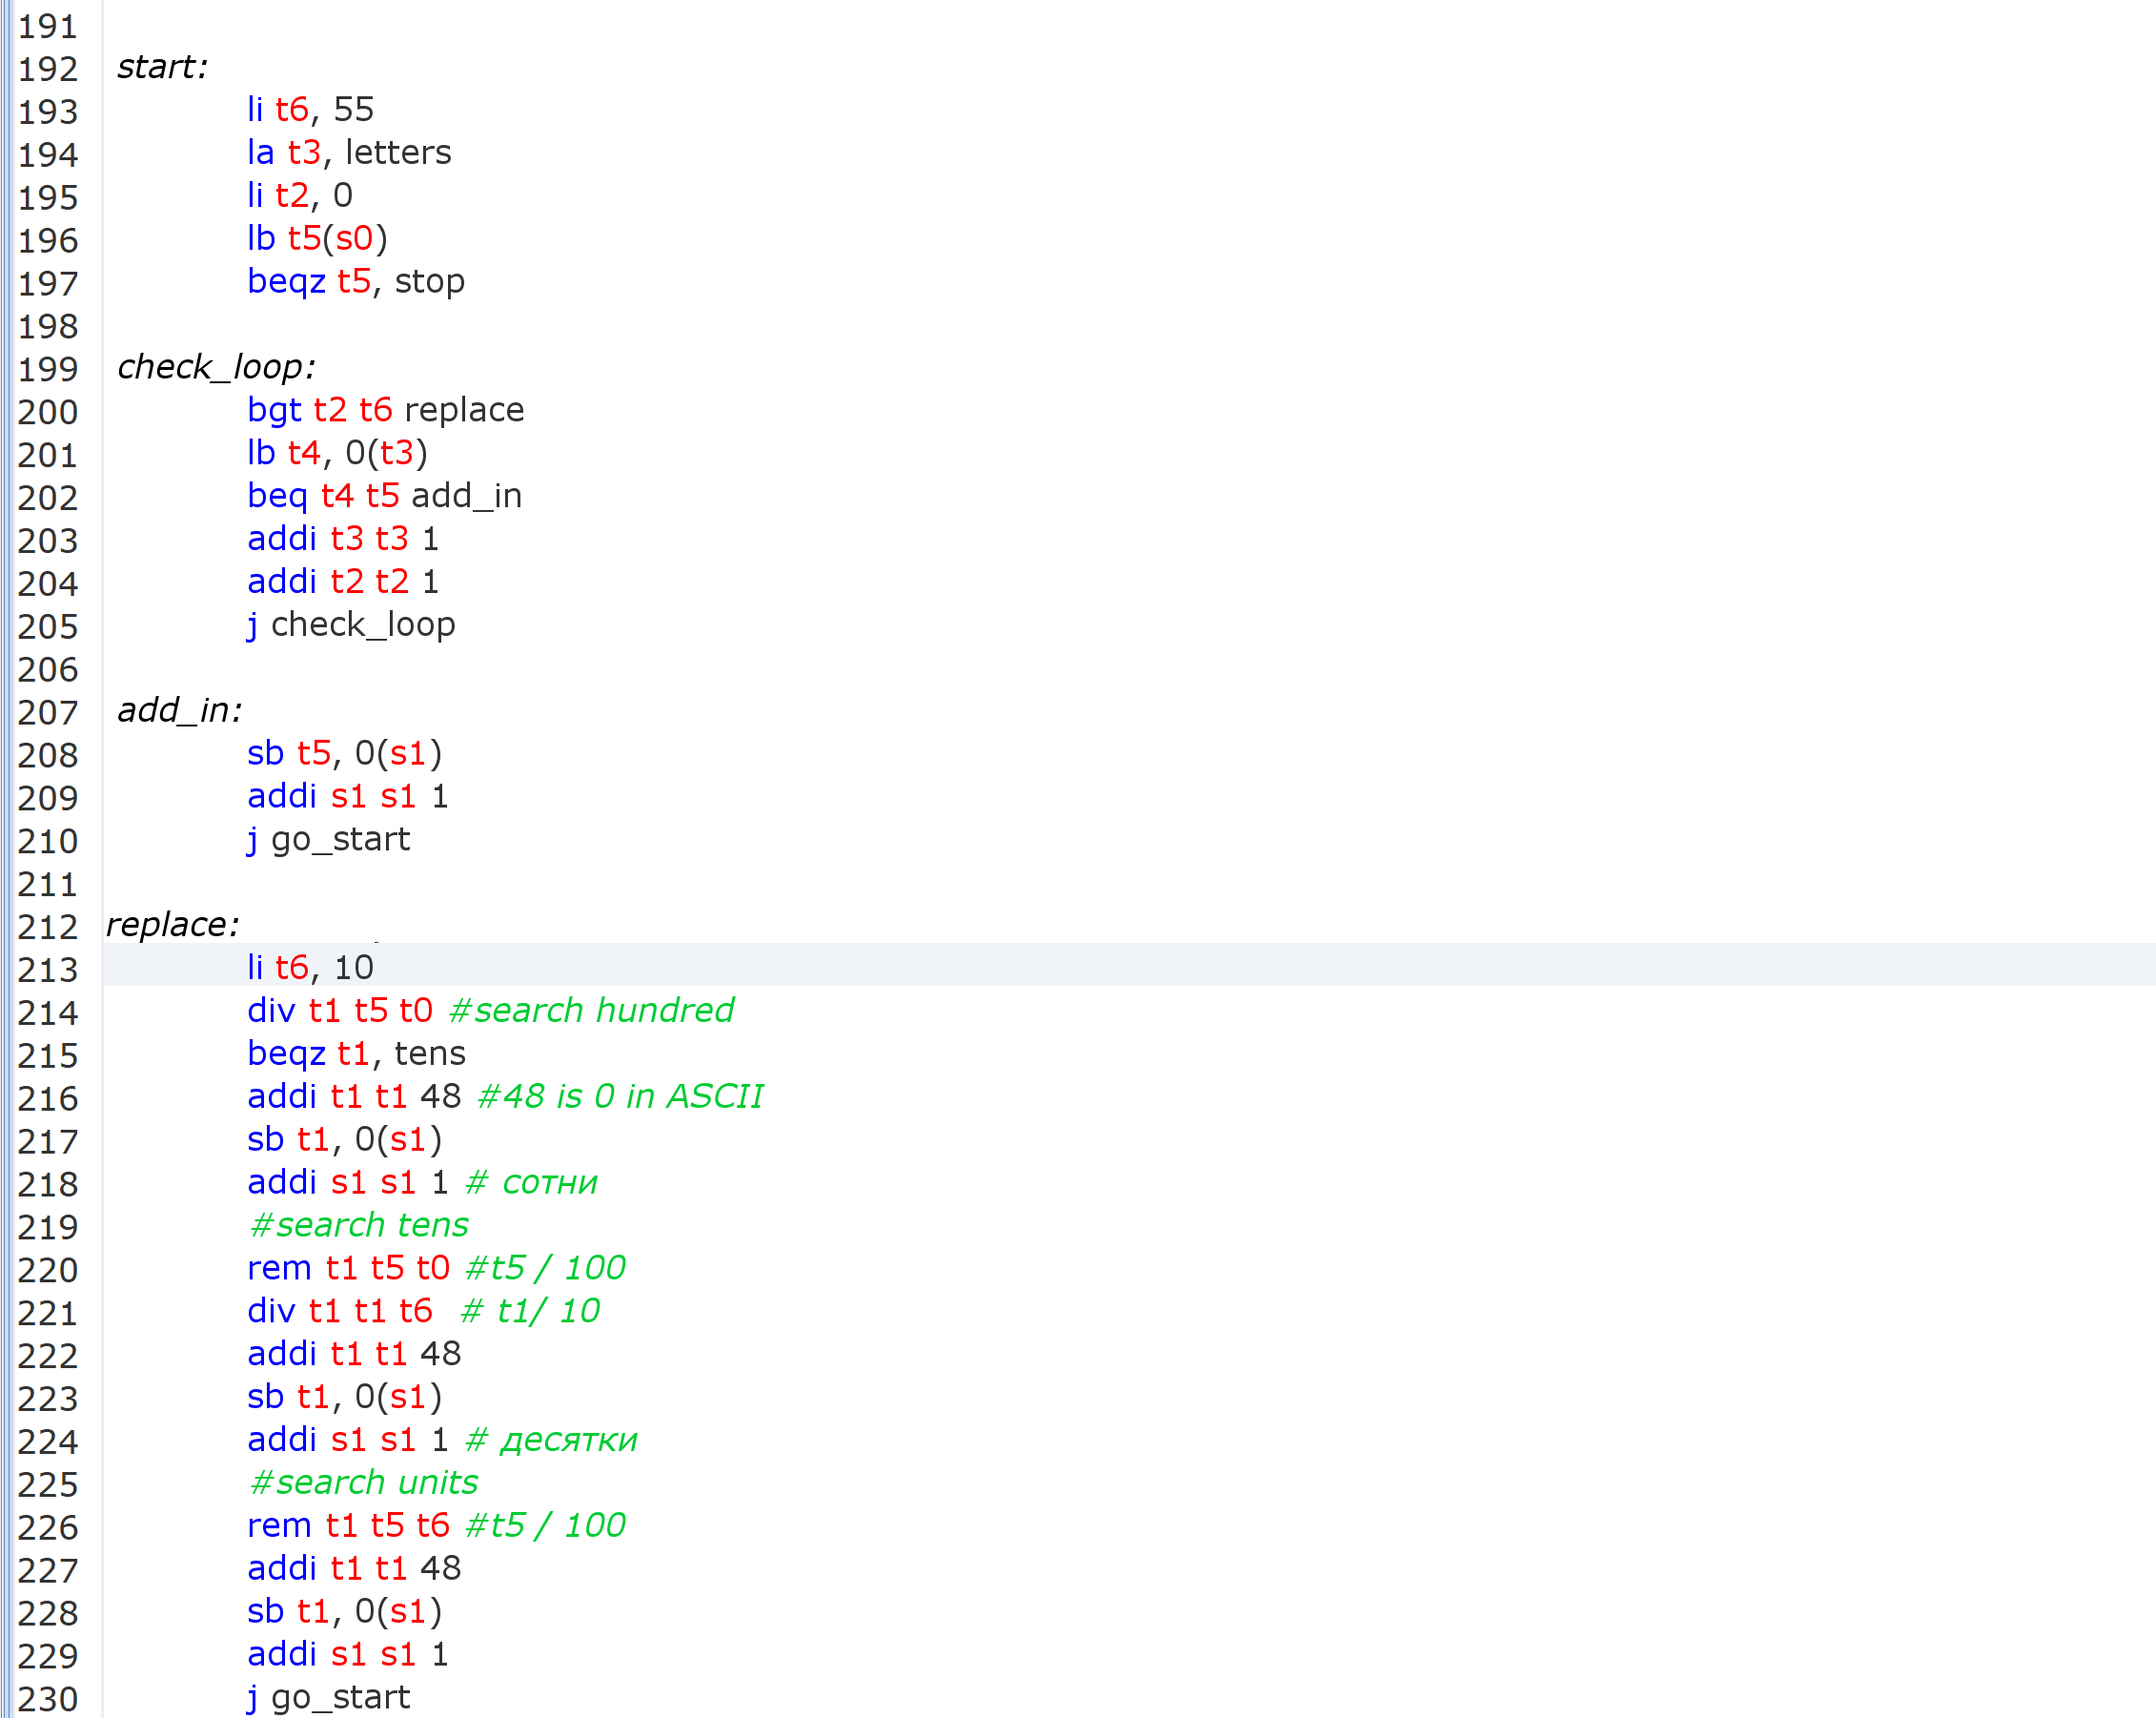 191
192 start:
193 li t6, 55
194 la t3, letters
195 li t2, 0
196 lb t5(s0)
197 beqz t5, stop
198
199 check_loop:
200 bgt t2 t6 replace
201 lb t4, 0(t3)
202 beq t4 t5 add_in
203 addi t3 t3 1
204 addi t2 t2 1
205 j check_loop
206
207 add_in:
208 sb t5, 0(s1)
209 addi s1 s1 1
210 j go_start
211
212 replace:
213 li t6, 10
214 div t1 t5 t0 #search hundred
215 beqz t1, tens
216 addi t1 t1 48 #48 is 0 in ASCII
217 sb t1, 0(s1)
218 addi s1 s1 1 # сотни
219 #search tens
220 rem t1 t5 t0 #t5 / 100
221 div t1 t1 t6 # t1/ 10
222 addi t1 t1 48
223 sb t1, 0(s1)
224 addi s1 s1 1 # десятки
225 #search units
226 rem t1 t5 t6 #t5 / 100
227 addi t1 t1 48
228 sb t1, 0(s1)
229 addi s1 s1 1
230 j go_start